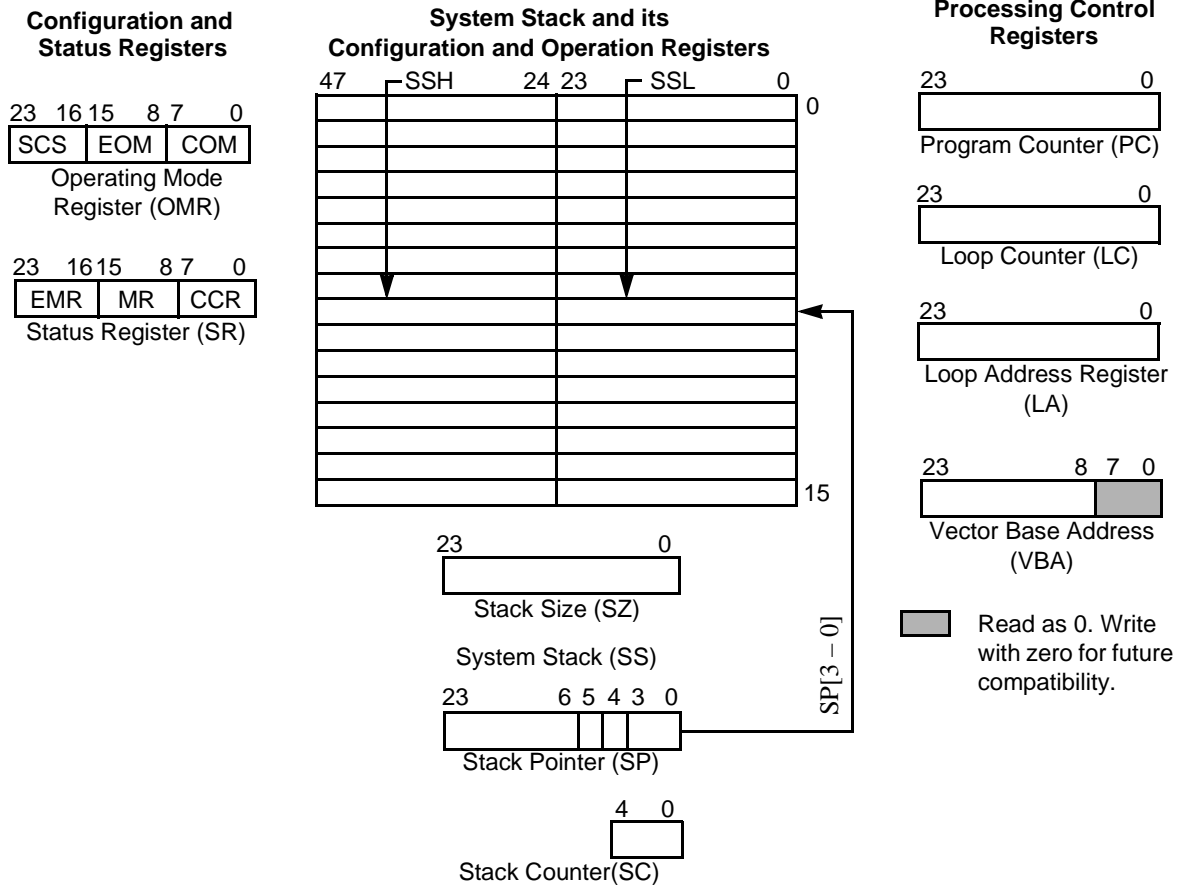 Configuration and
Status Registers
23 16 15 8 7 0
SCS EOM COM
Operating Mode
Register (OMR)
23 16 15 8 7 0
EMR MR CCR
Status Register (SR)
System Stack and its
Configuration and Operation Registers
47 SSH 24 23 SSL 0
0
15
23 0
Stack Size (SZ)
System Stack (SS)
23 6 5 4 3 0
Stack Pointer (SP)
SP[3 – 0]
4 0
Stack Counter(SC)
Processing Control
Registers
23 0
Program Counter (PC)
23 0
Loop Counter (LC)
23 0
Loop Address Register
(LA)
23 8 7 0
Vector Base Address
(VBA)
Read as 0. Write
with zero for future
compatibility.